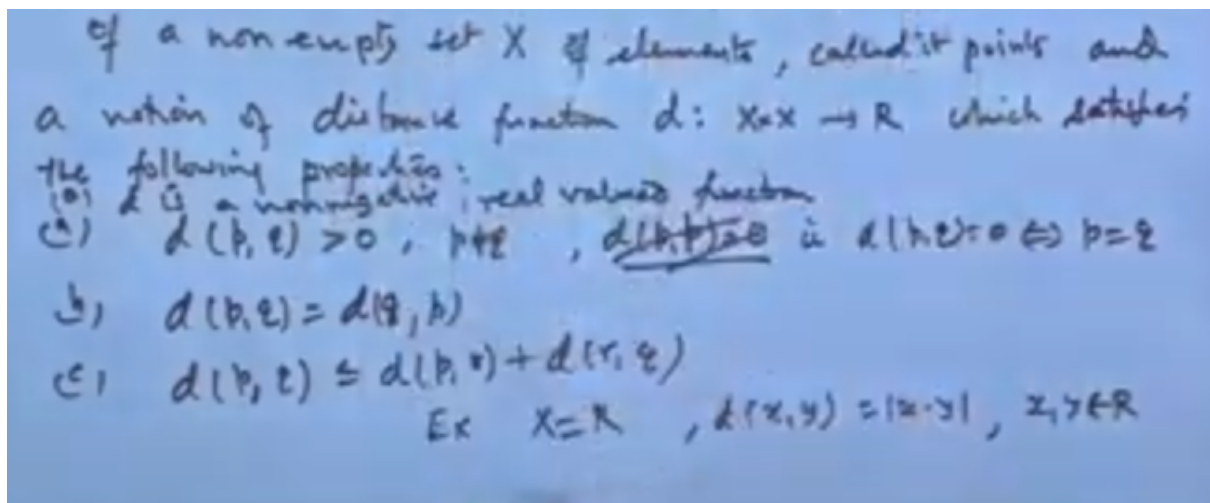 of a non empty set X of elements, called it points and
a notion of distance function d: X×X → R which satisfies
the following properties:
(o) d is a nonnegative, real valued function
(a) d(p,q) > 0, p≠q , d(p,p)=0 ie d(p,q)=0 ⇔ p=q
b) d(p,q) = d(q,p)
(c) d(p,q) ≤ d(p,r) + d(r,q)
Ex X=R , d(x,y) = |x-y|, x,y∈R